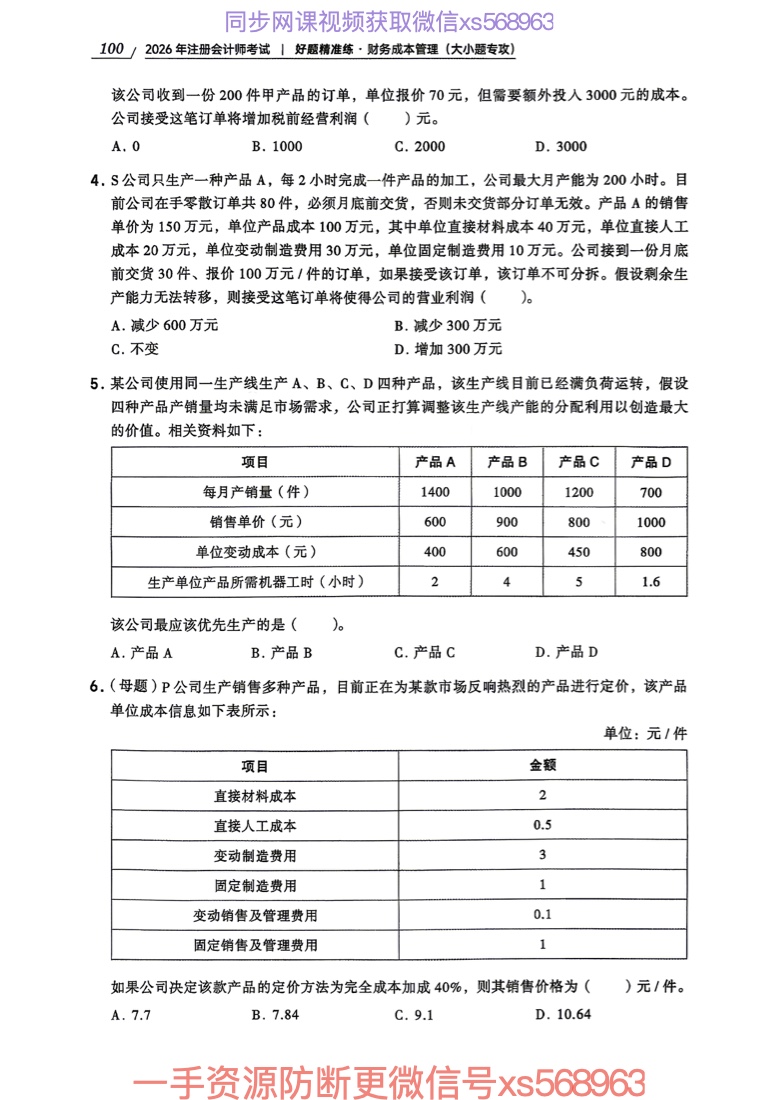 同步网课视频获取微信xs568963
100 / 2026年注册会计师考试 | 好题精准练·财务成本管理（大小题专攻）
该公司收到一份200件甲产品的订单，单位报价70元，但需要额外投入3000元的成本。
公司接受这笔订单将增加税前经营利润（　　）元。
A. 0 B. 1000 C. 2000 D. 3000
4. S公司只生产一种产品A，每2小时完成一件产品的加工，公司最大月产能为200小时。目
前公司在手零散订单共80件，必须月底前交货，否则未交货部分订单无效。产品A的销售
单价为150万元，单位产品成本100万元，其中单位直接材料成本40万元，单位直接人工
成本20万元，单位变动制造费用30万元，单位固定制造费用10万元。公司接到一份月底
前交货30件、报价100万元/件的订单，如果接受该订单，该订单不可分拆。假设剩余生
产能力无法转移，则接受这笔订单将使得公司的营业利润（　　）。
A. 减少600万元 B. 减少300万元
C. 不变 D. 增加300万元
5. 某公司使用同一生产线生产A、B、C、D四种产品，该生产线目前已经满负荷运转，假设
四种产品产销量均未满足市场需求，公司正打算调整该生产线产能的分配利用以创造最大
的价值。相关资料如下：
项目 产品A 产品B 产品C 产品D
每月产销量（件） 1400 1000 1200 700
销售单价（元） 600 900 800 1000
单位变动成本（元） 400 600 450 800
生产单位产品所需机器工时（小时） 2 4 5 1.6
该公司最应该优先生产的是（　　）。
A. 产品A B. 产品B C. 产品C D. 产品D
6.（母题）P公司生产销售多种产品，目前正在为某款市场反响热烈的产品进行定价，该产品
单位成本信息如下表所示：
单位：元/件
项目 金额
直接材料成本 2
直接人工成本 0.5
变动制造费用 3
固定制造费用 1
变动销售及管理费用 0.1
固定销售及管理费用 1
如果公司决定该款产品的定价方法为完全成本加成40%，则其销售价格为（　　）元/件。
A. 7.7 B. 7.84 C. 9.1 D. 10.64
一手资源防断更微信号xs568963